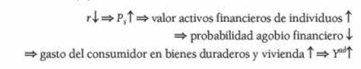 r↓ ⇒ Pₛ↑ ⇒ valor activos financieros de individuos ↑
⇒ probabilidad agobio financiero ↓
⇒ gasto del consumidor en bienes duraderos y vivienda ↑ ⇒ Yᵃᵈ↑